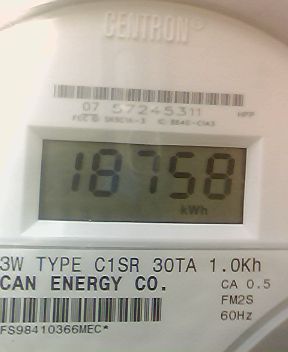 CENTRON®
07 57245311 HPP
18758
kWh
3W TYPE C1SR 30TA 1.0Kh
CAN ENERGY CO. CA 0.5
FM2S
60Hz
FS98410366MEC*